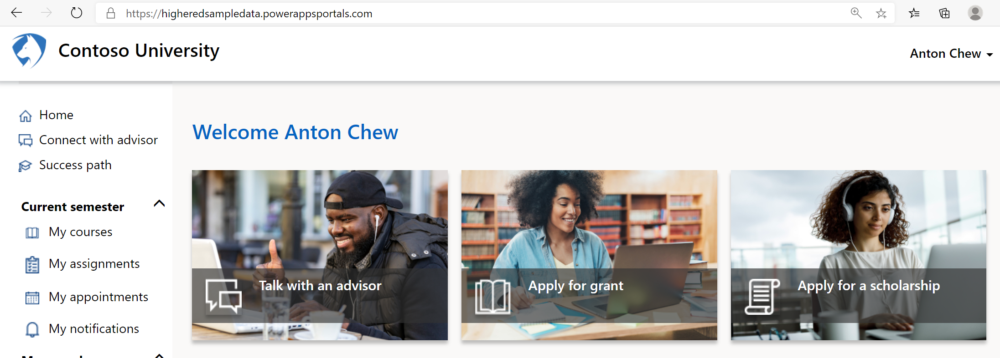 https://higheredsampledata.powerappsportals.com
Contoso University
Anton Chew
Home
Connect with advisor
Success path
Current semester
My courses
My assignments
My appointments
My notifications
Welcome Anton Chew
Talk with an advisor
Apply for grant
Apply for a scholarship